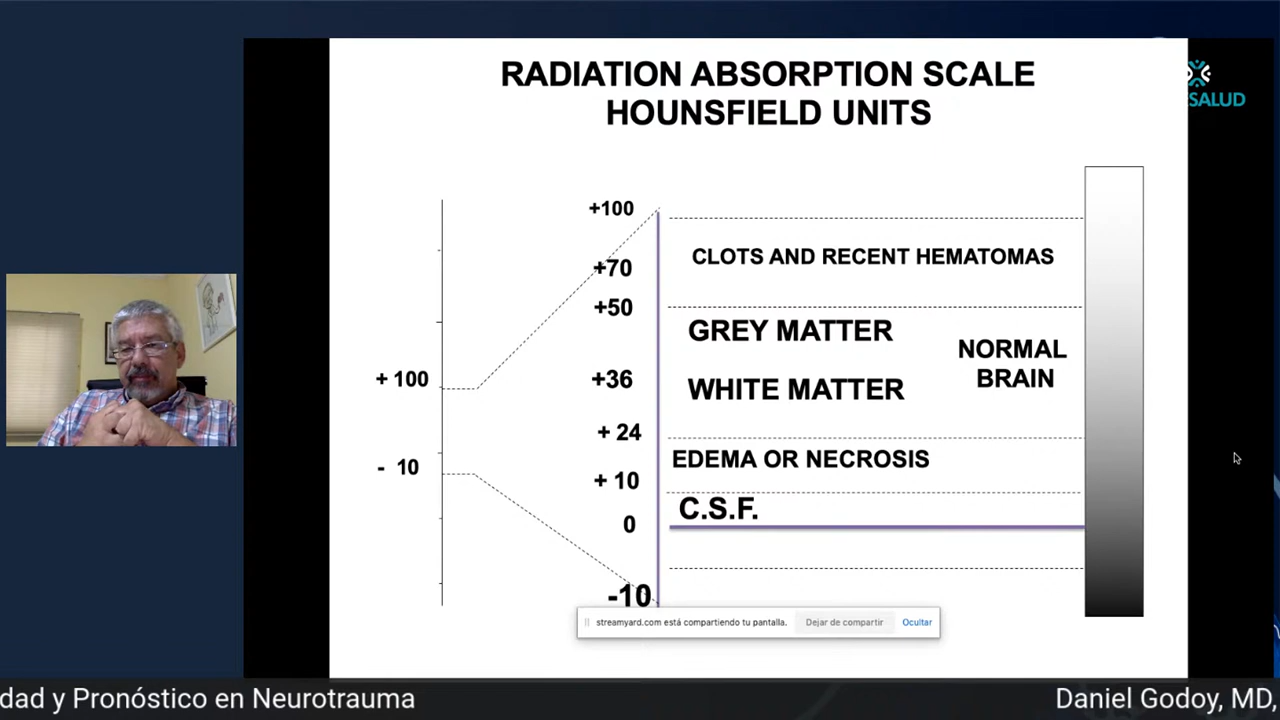 RADIATION ABSORPTION SCALE
HOUNSFIELD UNITS
SALUD
+100
CLOTS AND RECENT HEMATOMAS
+70
+50
GREY MATTER
NORMAL
BRAIN
+ 100
+36
WHITE MATTER
+ 24
- 10
EDEMA OR NECROSIS
+ 10
C.S.F.
0
-10
streamyard.com está compartiendo tu pantalla.
Dejar de compartir
Ocultar
dad y Pronóstico en Neurotrauma
Daniel Godoy, MD,